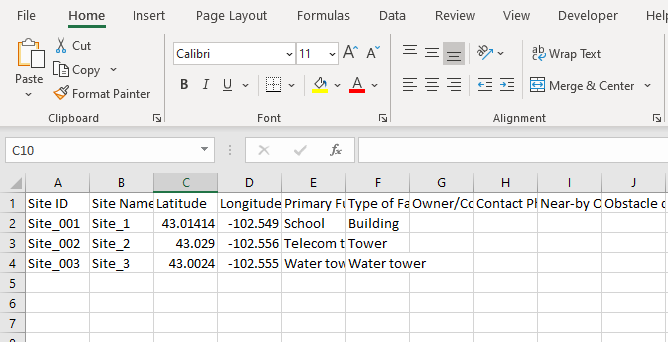 File Home Insert Page Layout Formulas Data Review View Developer Help
Cut
Copy
Format Painter
Paste
Clipboard
Calibri 11 A A
B I U A
Font
ab Wrap Text
Merge & Center
Alignment
C10 fx
A B C D E F G H I J
1 Site ID Site Name Latitude Longitude Primary Fu Type of Fa Owner/Co Contact Ph Near-by O Obstacle
2 Site_001 Site_1 43.01414 -102.549 School Building
3 Site_002 Site_2 43.029 -102.556 Telecom t Tower
4 Site_003 Site_3 43.0024 -102.555 Water tow Water tower
5
6
7